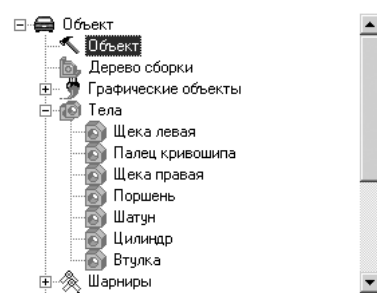 Объект
Объект
Дерево сборки
Графические объекты
Тела
Щека левая
Палец кривошипа
Щека правая
Поршень
Шатун
Цилиндр
Втулка
Шарниры